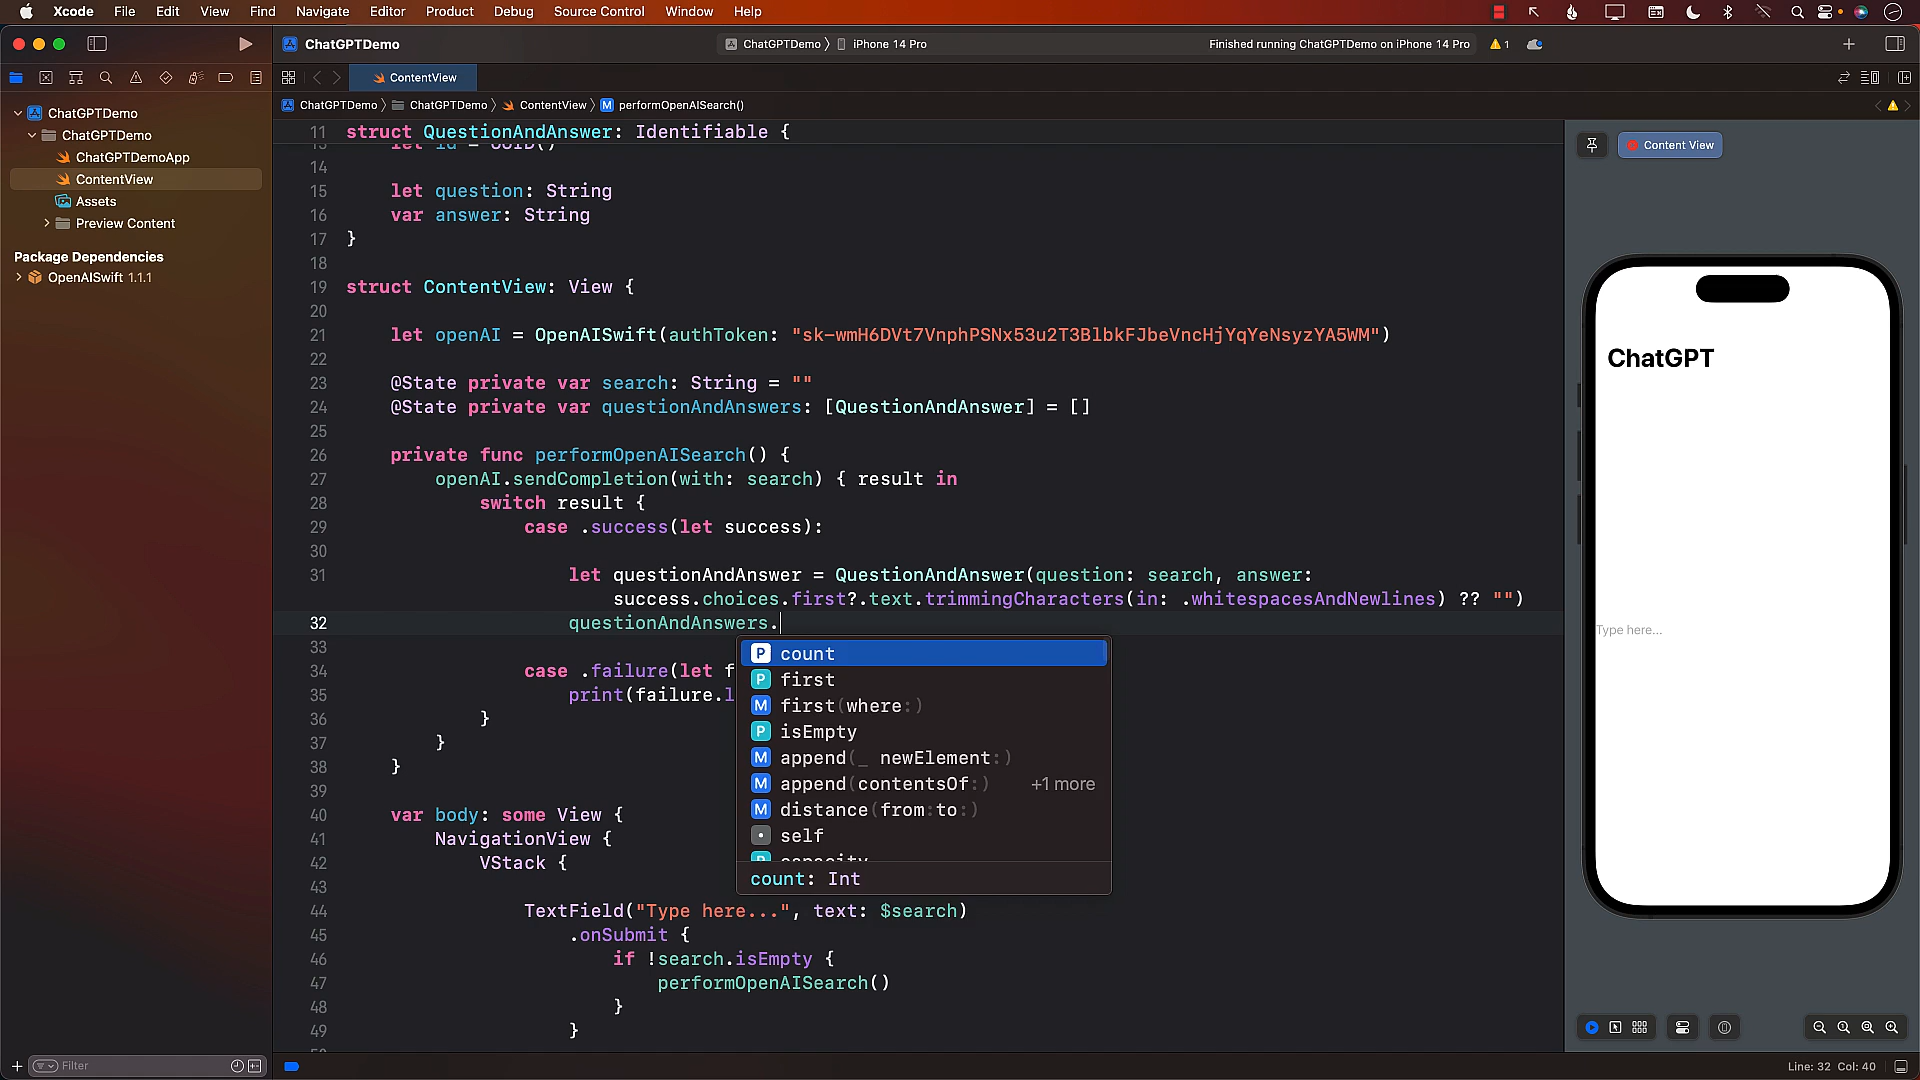 Xcode File Edit View Find Navigate Editor Product Debug Source Control Window Help
ChatGPTDemo
ChatGPTDemo 〉 iPhone 14 Pro
Finished running ChatGPTDemo on iPhone 14 Pro
1
ContentView
ChatGPTDemo 〉 ChatGPTDemo 〉 ContentView 〉 M performOpenAISearch()
ChatGPTDemo
ChatGPTDemo
ChatGPTDemoApp
ContentView
Assets
Preview Content
Package Dependencies
OpenAISwift 1.1.1
Filter
11 struct QuestionAndAnswer: Identifiable {
13 let id = UUID()
14
15 let question: String
16 var answer: String
17 }
18
19 struct ContentView: View {
20
21 let openAI = OpenAISwift(authToken: "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")
22
23 @State private var search: String = ""
24 @State private var questionAndAnswers: [QuestionAndAnswer] = []
25
26 private func performOpenAISearch() {
27 openAI.sendCompletion(with: search) { result in
28 switch result {
29 case .success(let success):
30
31 let questionAndAnswer = QuestionAndAnswer(question: search, answer:
success.choices.first?.text.trimmingCharacters(in: .whitespacesAndNewlines) ?? "")
32 questionAndAnswers.
33
34 case .failure(let f
35 print(failure.l
36 }
37 }
38 }
39
40 var body: some View {
41 NavigationView {
42 VStack {
43
44 TextField("Type here...", text: $search)
45 .onSubmit {
46 if !search.isEmpty {
47 performOpenAISearch()
48 }
49 }
P count
P first
M first(where:)
P isEmpty
M append(_ newElement:)
M append(contentsOf:) +1 more
M distance(from:to:)
self
P capacity
count: Int
Content View
ChatGPT
Type here...
Line: 32 Col: 40